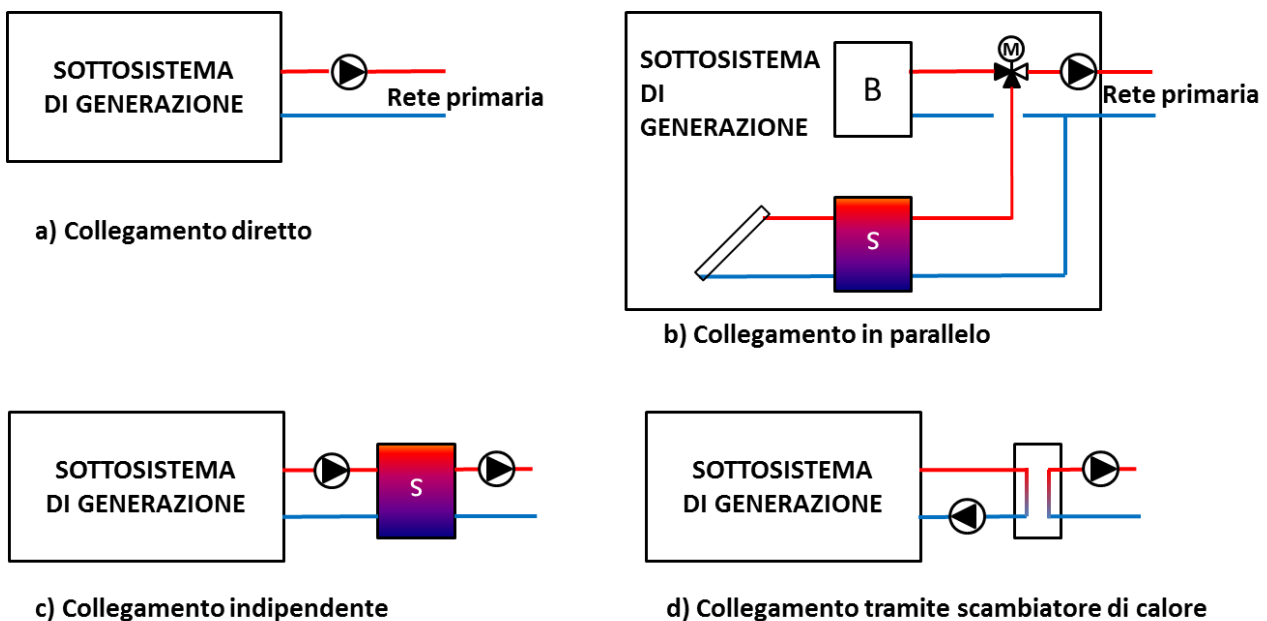 SOTTOSISTEMA
DI GENERAZIONE
Rete primaria
a) Collegamento diretto
SOTTOSISTEMA
DI
GENERAZIONE
B
M
Rete primaria
S
b) Collegamento in parallelo
SOTTOSISTEMA
DI GENERAZIONE
S
c) Collegamento indipendente
SOTTOSISTEMA
DI GENERAZIONE
d) Collegamento tramite scambiatore di calore